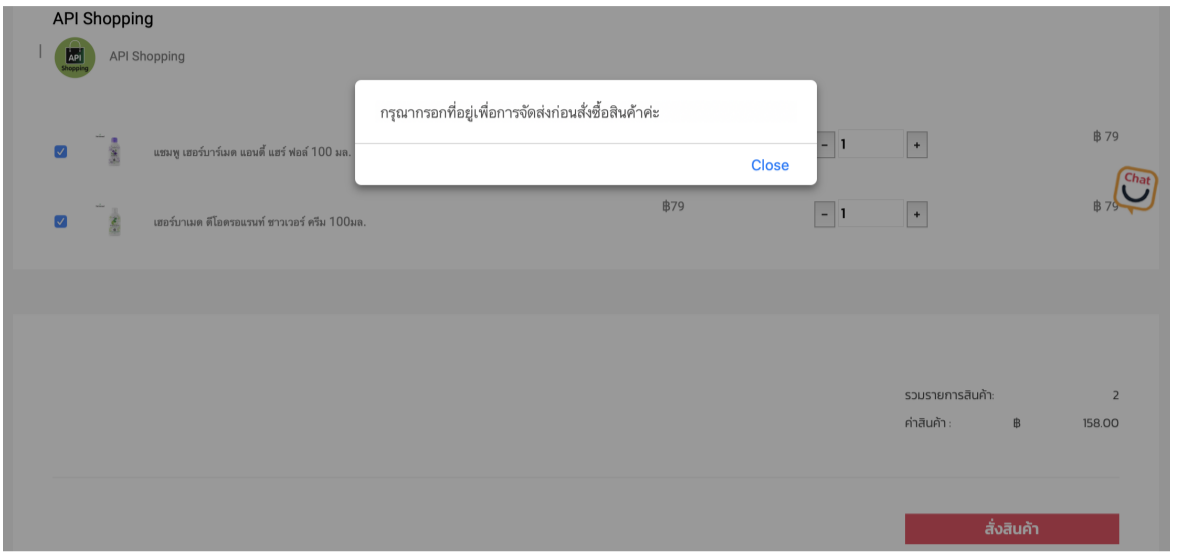 API Shopping
API
Shopping
API Shopping
กรุณากรอกที่อยู่เพื่อการจัดส่งก่อนสั่งซื้อสินค้าค่ะ
Close
แชมพู เฮอร์บาร์เมด แอนตี้ แฮร์ ฟอล์ 100 มล.
- 1 +
฿ 79
Chat
เฮอร์บาเมด ดีโอดรอแรนท์ ชาวเวอร์ ครีม 100มล.
฿79
- 1 +
฿ 79
รวมรายการสินค้า: 2
ค่าสินค้า : ฿ 158.00
สั่งสินค้า